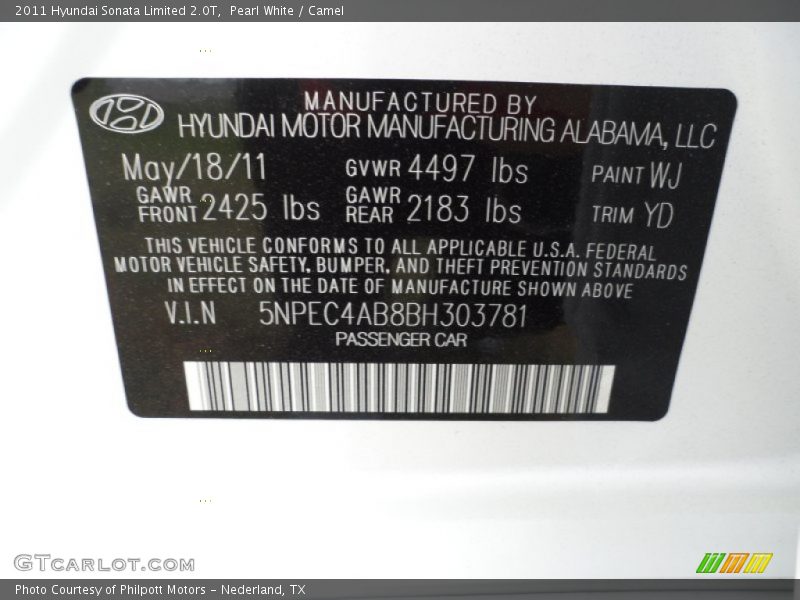 2011 Hyundai Sonata Limited 2.0T, Pearl White / Camel
MANUFACTURED BY
HYUNDAI MOTOR MANUFACTURING ALABAMA, LLC
May/18/11 GVWR 4497 lbs PAINT WJ
GAWR FRONT 2425 lbs GAWR REAR 2183 lbs TRIM YD
THIS VEHICLE CONFORMS TO ALL APPLICABLE U.S.A. FEDERAL
MOTOR VEHICLE SAFETY, BUMPER, AND THEFT PREVENTION STANDARDS
IN EFFECT ON THE DATE OF MANUFACTURE SHOWN ABOVE
V.I.N 5NPEC4AB8BH303781
PASSENGER CAR
GTCARLOT.COM
Photo Courtesy of Philpott Motors - Nederland, TX